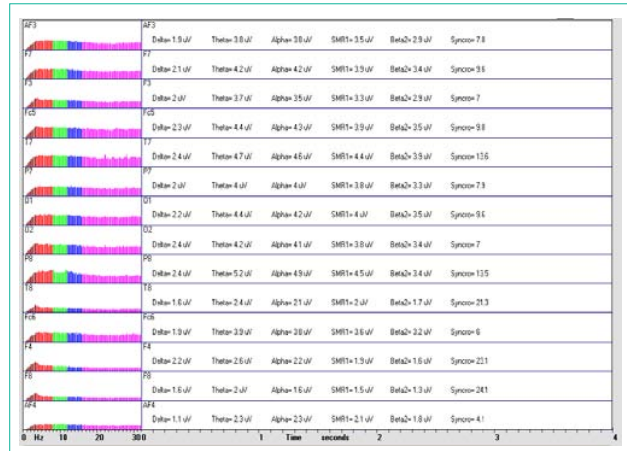 AF3 AF3
Delta= 1.9 uV Theta= 3.8 uV Alpha= 3.8 uV SMR1= 3.5 uV Beta2= 2.9 uV Syncro= 7.8
F7 F7
Delta= 2.1 uV Theta= 4.2 uV Alpha= 4.2 uV SMR1= 3.9 uV Beta2= 3.4 uV Syncro= 9.6
F3 F3
Delta= 2 uV Theta= 3.7 uV Alpha= 3.5 uV SMR1= 3.3 uV Beta2= 2.9 uV Syncro= 7
Fc5 Fc5
Delta= 2.3 uV Theta= 4.4 uV Alpha= 4.3 uV SMR1= 3.9 uV Beta2= 3.5 uV Syncro= 9.8
T7 T7
Delta= 2.4 uV Theta= 4.7 uV Alpha= 4.6 uV SMR1= 4.4 uV Beta2= 3.9 uV Syncro= 13.6
P7 P7
Delta= 2 uV Theta= 4 uV Alpha= 4 uV SMR1= 3.8 uV Beta2= 3.3 uV Syncro= 7.9
O1 O1
Delta= 2.2 uV Theta= 4.4 uV Alpha= 4.2 uV SMR1= 4 uV Beta2= 3.5 uV Syncro= 9.6
O2 O2
Delta= 2.4 uV Theta= 4.2 uV Alpha= 4.1 uV SMR1= 3.8 uV Beta2= 3.4 uV Syncro= 7
P8 P8
Delta= 2.4 uV Theta= 5.2 uV Alpha= 4.9 uV SMR1= 4.5 uV Beta2= 3.4 uV Syncro= 13.5
T8 T8
Delta= 1.6 uV Theta= 2.4 uV Alpha= 2.1 uV SMR1= 2 uV Beta2= 1.7 uV Syncro= 21.3
Fc6 Fc6
Delta= 1.9 uV Theta= 3.9 uV Alpha= 3.8 uV SMR1= 3.6 uV Beta2= 3.2 uV Syncro= 6
F4 F4
Delta= 2.2 uV Theta= 2.6 uV Alpha= 2.2 uV SMR1= 1.9 uV Beta2= 1.6 uV Syncro= 23.1
F8 F8
Delta= 1.6 uV Theta= 2 uV Alpha= 1.6 uV SMR1= 1.5 uV Beta2= 1.3 uV Syncro= 24.1
AF4 AF4
Delta= 1.1 uV Theta= 2.3 uV Alpha= 2.3 uV SMR1= 2.1 uV Beta2= 1.8 uV Syncro= 4.1
0 Hz 10 20 30 0 1 Time seconds 2 3 4